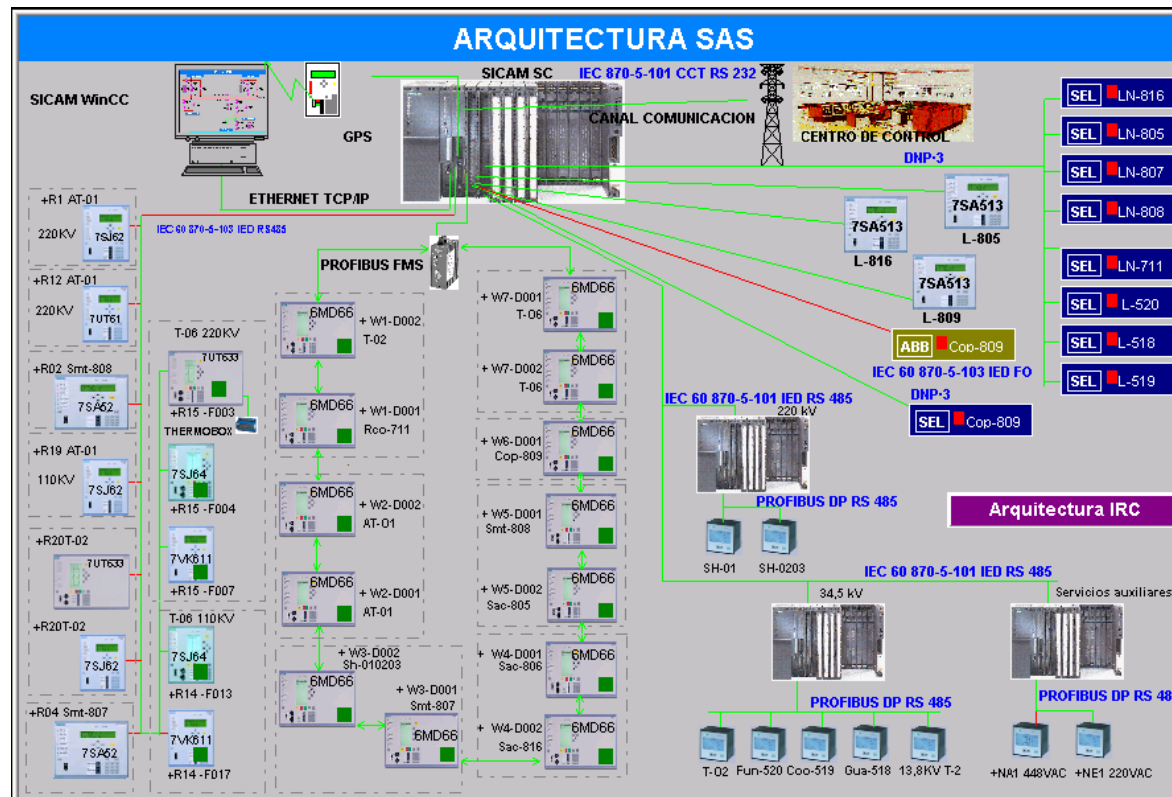 ARQUITECTURA SAS
SICAM WinCC
GPS
SICAM SC
IEC 870-5-101 CCT RS 232
CANAL COMUNICACION
CENTRO DE CONTROL
DNP-3
ETHERNET TCP/IP
IEC 60 870-5-103 IED RS485
PROFIBUS FMS
+R1 AT-01
220KV
7SJ62
+R12 AT-01
220KV
7UT61
+R02 Smt-808
7SA52
+R19 AT-01
110KV
7SJ62
+R20T-02
7UT633
+R20T-02
7SJ62
+R04 Smt-807
7SA52
T-06 220KV
7UT633
+R15 -F003
THERMOBOX
7SJ64
+R15 -F004
7VK611
+R15 -F007
T-06 110KV
7SJ64
+R14 -F013
7VK611
+R14 -F017
6MD66
+ W1-D002
T-02
6MD66
+ W1-D001
Rco-711
6MD66
+ W2-D002
AT-01
6MD66
+ W2-D001
AT-01
+ W3-D002
Sh-010203
6MD66
+ W3-D001
Smt-807
6MD66
+ W7-D001
T-06
6MD66
+ W7-D002
T-06
6MD66
+ W6-D001
Cop-809
6MD66
+ W5-D001
Smt-808
6MD66
+ W5-D002
Sac-805
6MD66
+ W4-D001
Sac-806
6MD66
+ W4-D002
Sac-816
6MD66
7SA513
L-805
7SA513
L-816
7SA513
L-809
ABB Cop-809
IEC 60 870-5-103 IED FO
DNP-3
SEL Cop-809
SEL LN-816
SEL LN-805
SEL LN-807
SEL LN-808
SEL LN-711
SEL L-520
SEL L-518
SEL L-519
IEC 60 870-5-101 IED RS 485
220 kV
PROFIBUS DP RS 485
SH-01
SH-0203
Arquitectura IRC
IEC 60 870-5-101 IED RS 485
34,5 kV
Servicios auxiliares
PROFIBUS DP RS 485
PROFIBUS DP RS 48
T-02
Fun-520
Coo-519
Gua-518
13,8KV T-2
+NA1 448VAC
+NE1 220VAC